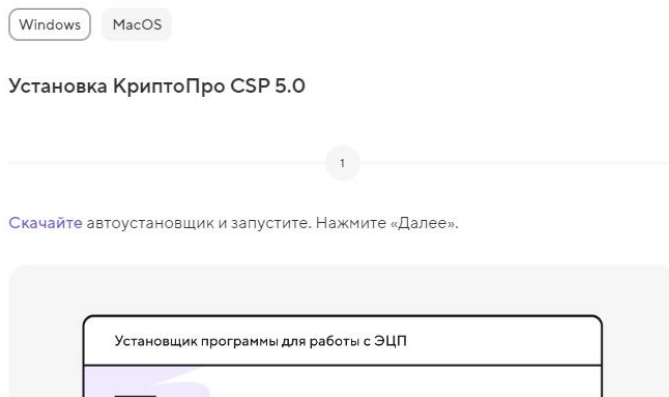 Windows MacOS
Установка КриптоПро CSP 5.0
1
Скачайте автоустановщик и запустите. Нажмите «Далее».
Установщик программы для работы с ЭЦП